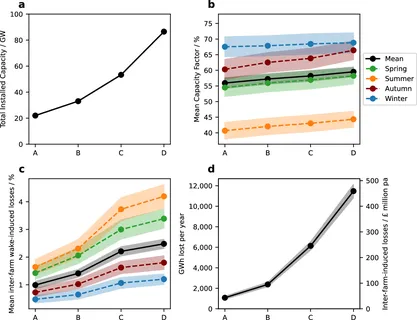 a
Total Installed Capacity / GW
100
80
60
40
20
0
A B C D
b
Mean Capacity Factor / %
75
70
65
60
55
50
45
40
A B C D
Mean
Spring
Summer
Autumn
Winter
c
Mean inter-farm wake-induced losses / %
4
3
2
1
A B C D
d
GWh lost per year
12,000
10,000
8,000
6,000
4,000
2,000
0
A B C D
500
400
300
200
100
0
Inter-farm-induced losses / £ million pa